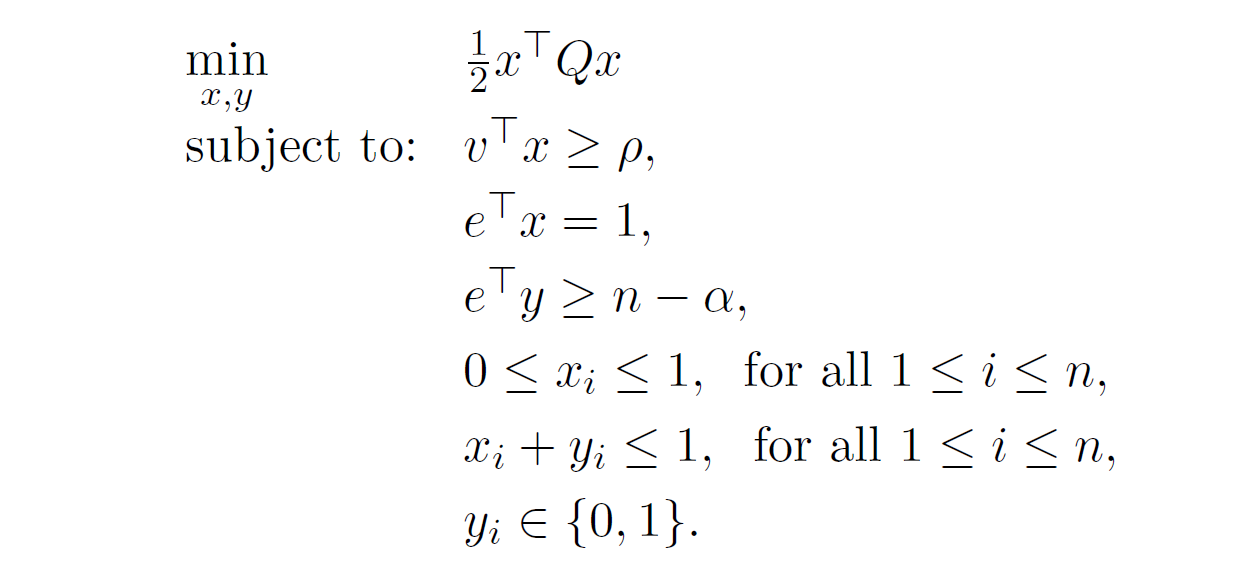 min x,y ½x⊤Qx
subject to: v⊤x ≥ ρ,
e⊤x = 1,
e⊤y ≥ n − α,
0 ≤ xᵢ ≤ 1, for all 1 ≤ i ≤ n,
xᵢ + yᵢ ≤ 1, for all 1 ≤ i ≤ n,
yᵢ ∈ {0, 1}.